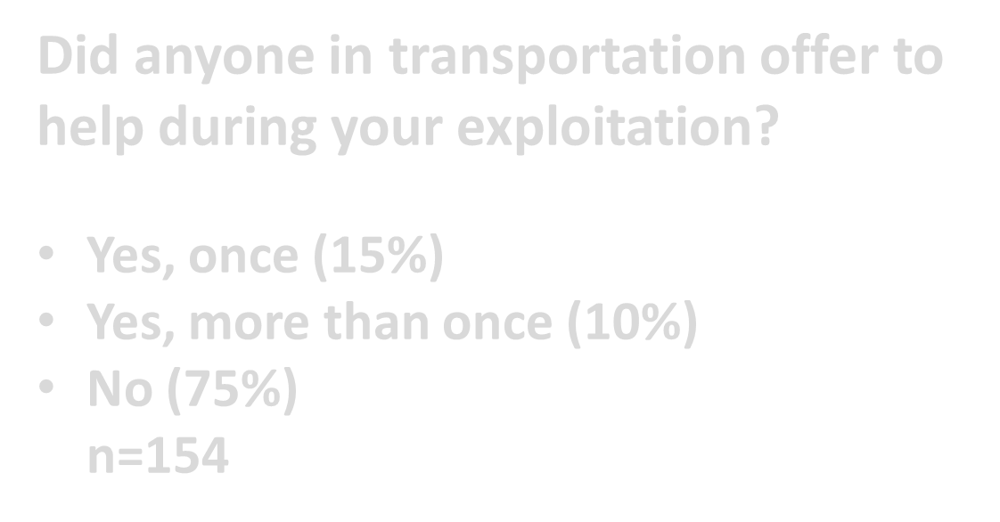 Did anyone in transportation offer to
help during your exploitation?
• Yes, once (15%)
• Yes, more than once (10%)
• No (75%)
n=154